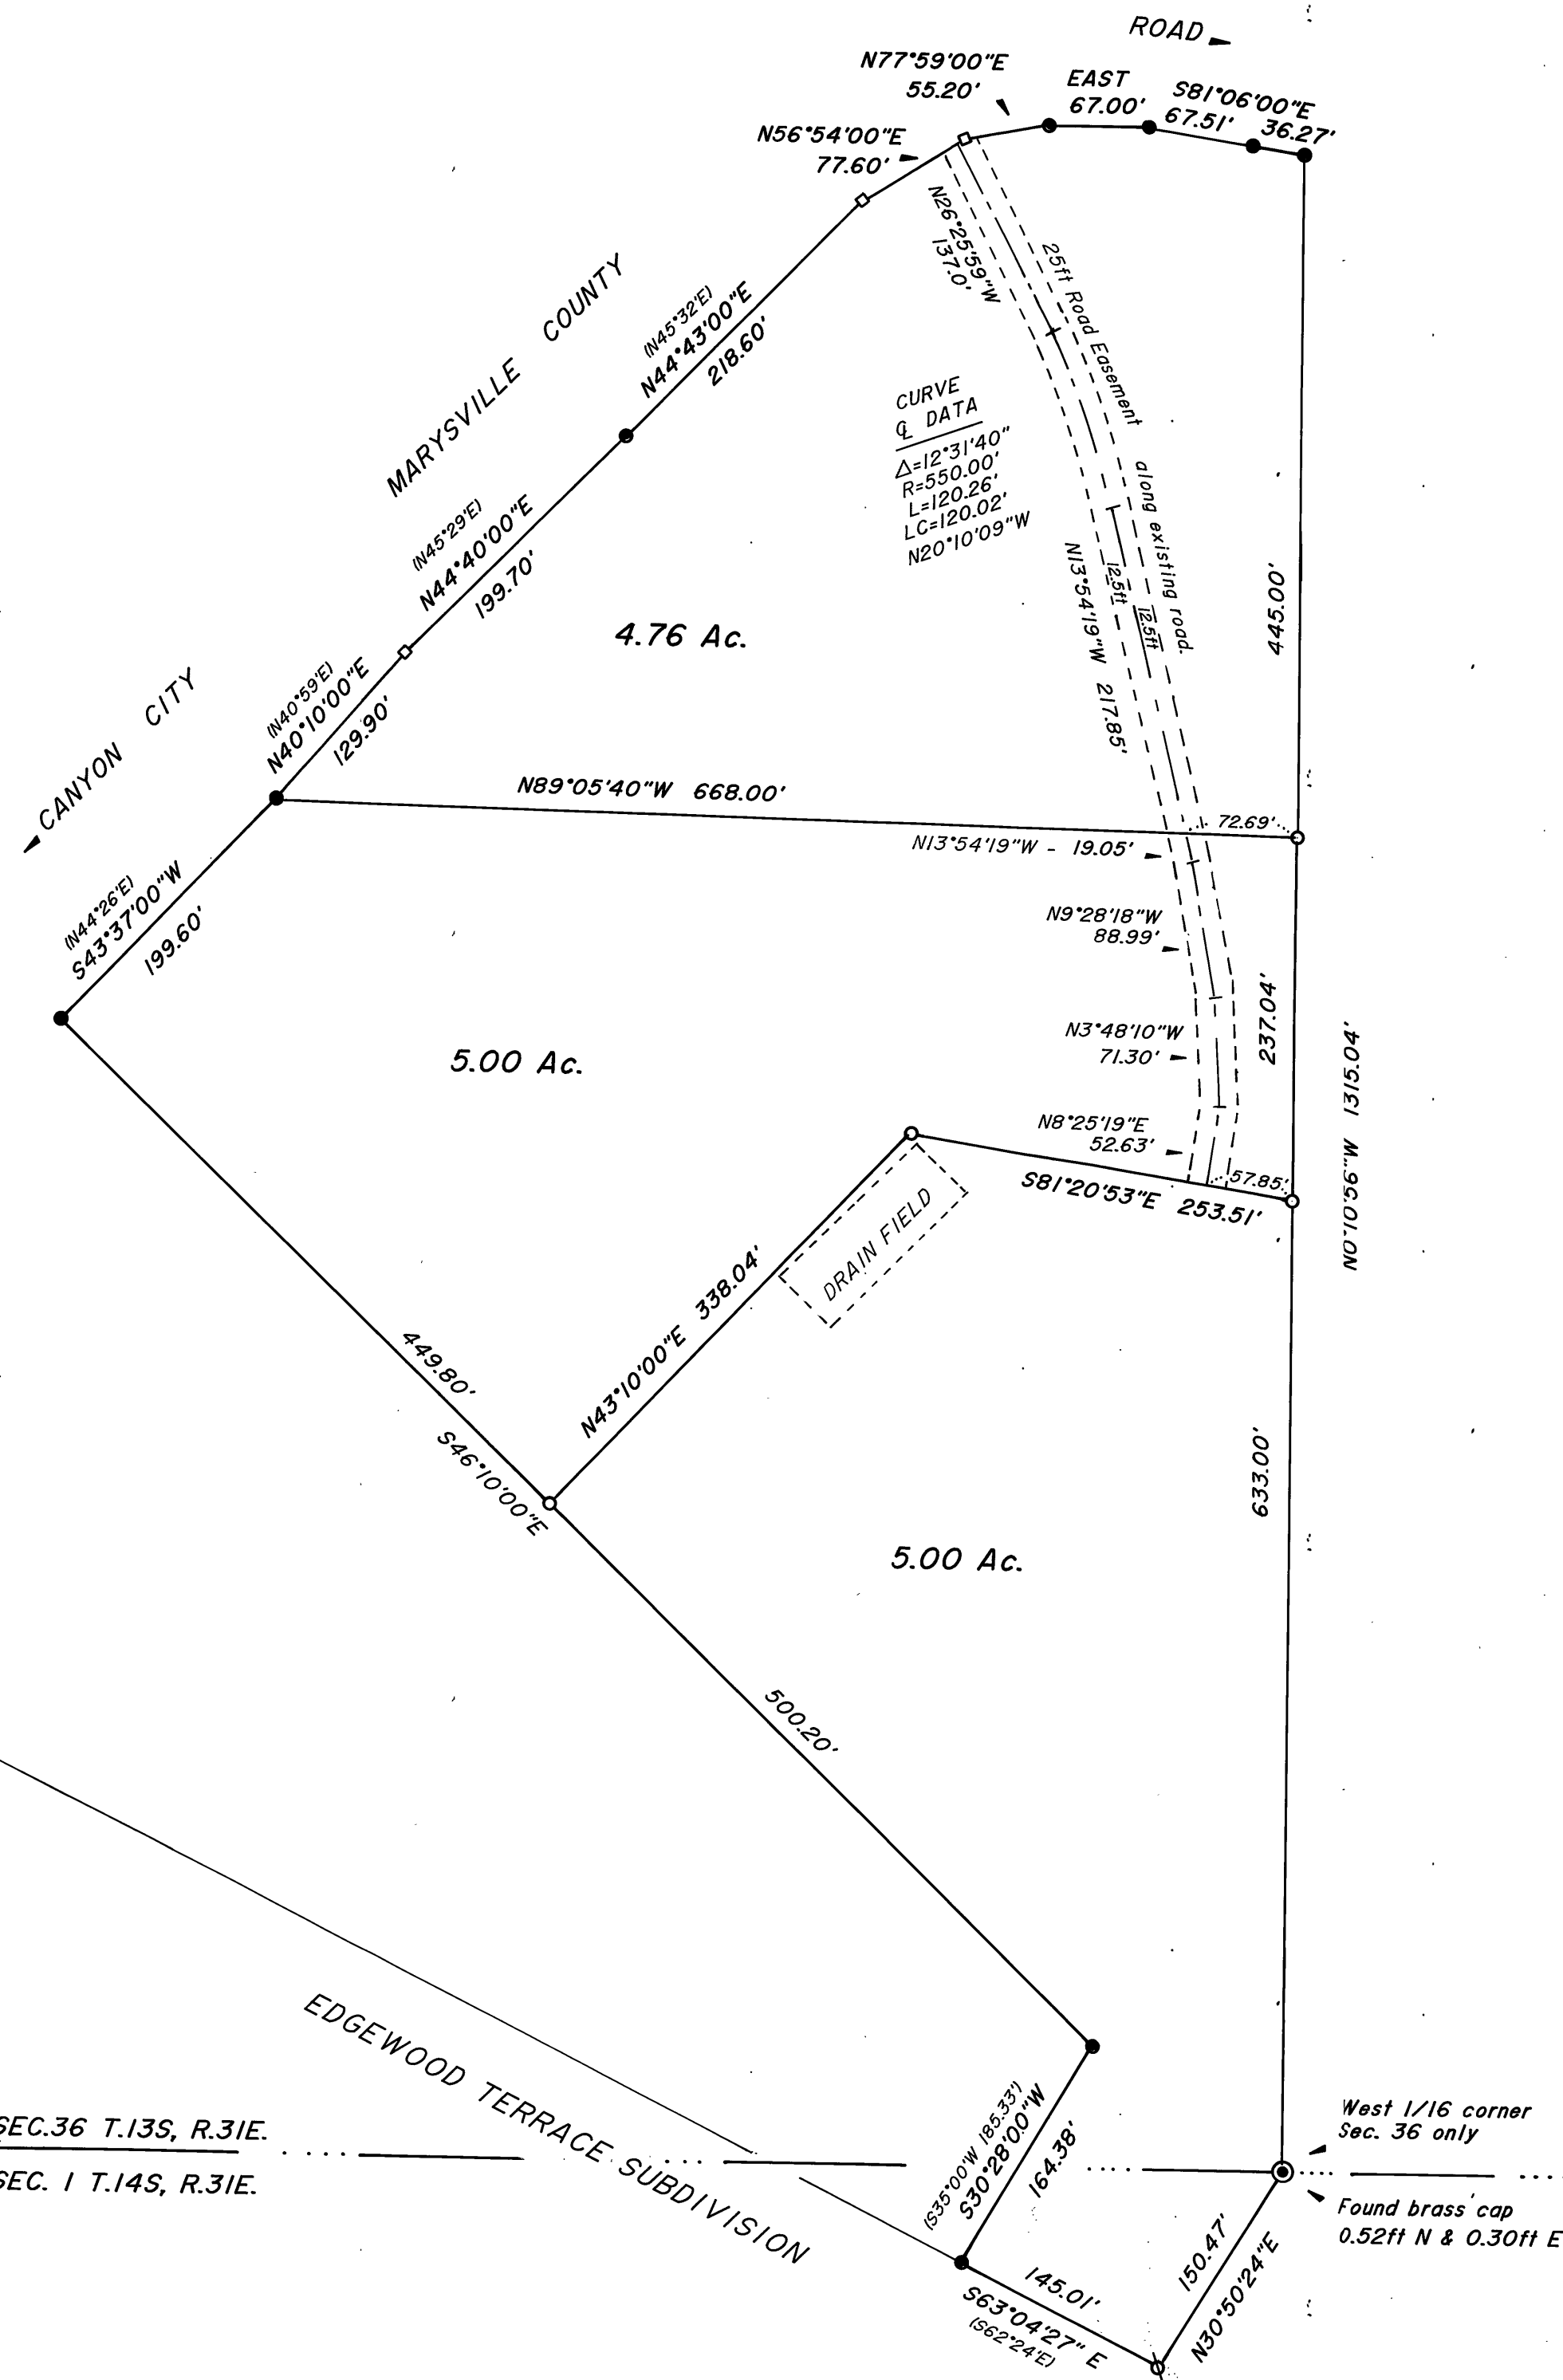 ROAD
N77°59'00"E
55.20'
EAST
67.00'
S81°06'00"E
67.51'
36.27'
N56°54'00"E
77.60'
N26°25'59"W
137.0'
25ft Road Easement
along existing road.
MARYSVILLE COUNTY
(N45°32'E)
N44°43'00"E
218.60'
CURVE
℄ DATA
Δ=12°31'40"
R=550.00'
L=120.26'
LC=120.02'
N20°10'09"W
(N45°29'E)
N44°40'00"E
199.70'
N13°54'19"W 217.85'
12.5ft
12.5ft
445.00'
4.76 Ac.
CANYON CITY
(N40°59'E)
N40°10'00"E
129.90'
N89°05'40"W 668.00'
72.69'
N13°54'19"W - 19.05'
(N44°26'E)
S43°37'00"W
199.60'
N9°28'18"W
88.99'
237.04'
N3°48'10"W
71.30'
5.00 Ac.
N0°10'56"W 1315.04'
N8°25'19"E
52.63'
57.85'
S81°20'53"E 253.51'
DRAIN FIELD
N43°10'00"E 338.04'
449.80'
S46°10'00"E
633.00'
5.00 Ac.
500.20'
EDGEWOOD TERRACE SUBDIVISION
SEC.36 T.13S, R.31E.
SEC. 1 T.14S, R.31E.
(S35°00'W 185.33')
S30°28'00"W
164.38'
West 1/16 corner
Sec. 36 only
Found brass cap
0.52ft N & 0.30ft E
150.47'
N30°50'24"E
145.01'
S63°04'27"E
(S62°24'E)